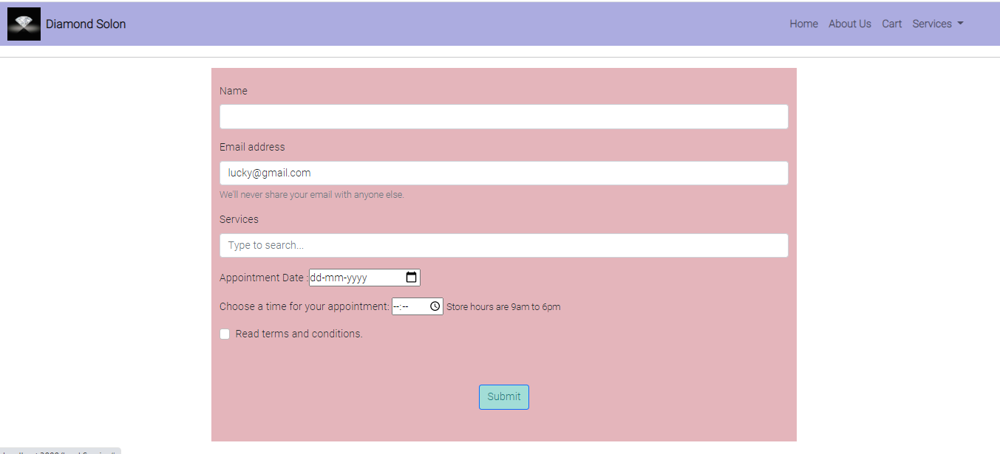 Diamond Solon
Home About Us Cart Services
Name
Email address
lucky@gmail.com
We'll never share your email with anyone else.
Services
Type to search...
Appointment Date : dd-mm-yyyy
Choose a time for your appointment: --:-- Store hours are 9am to 6pm
Read terms and conditions.
Submit